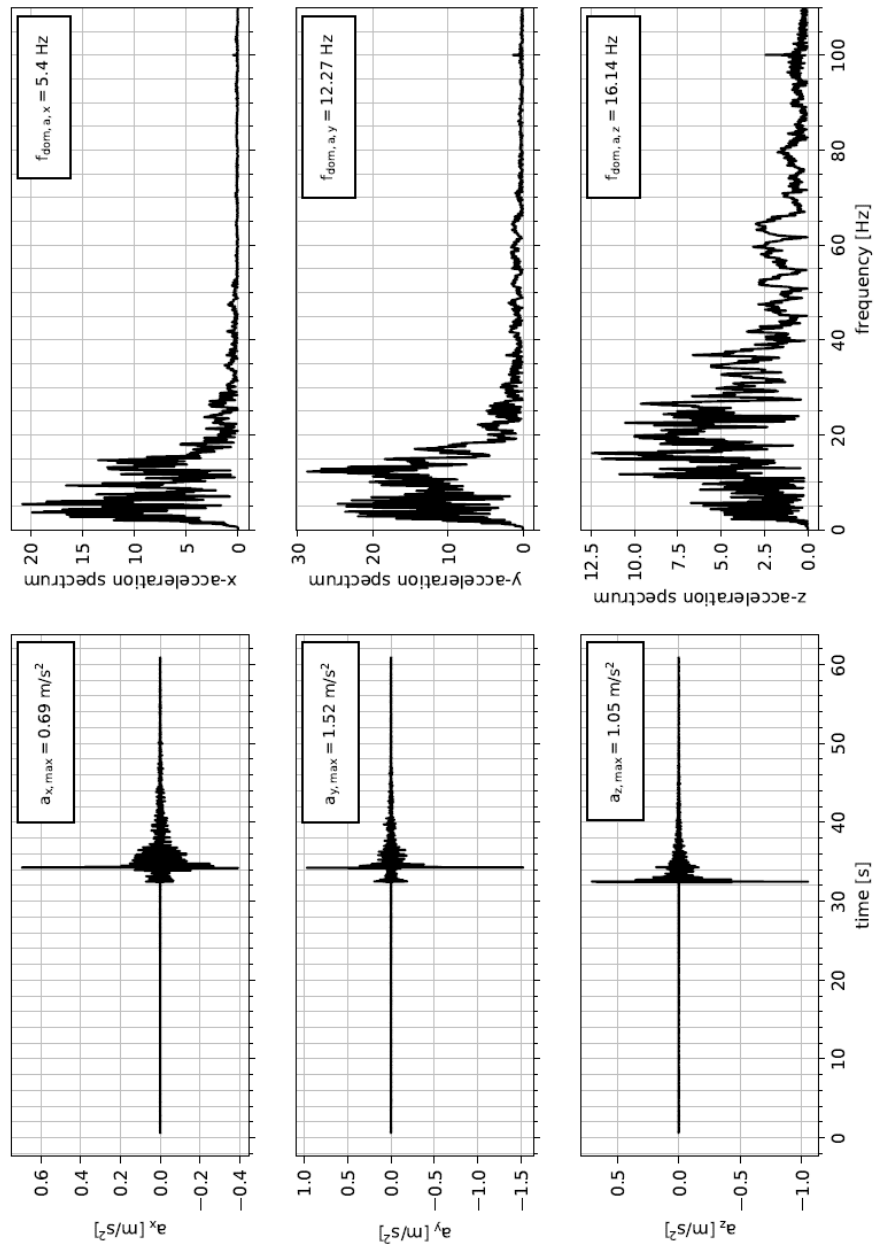 a_x [m/s²]
0.6
0.4
0.2
0.0
−0.2
−0.4
a_x, max = 0.69 m/s²
x-acceleration spectrum
20
15
10
5
0
f_dom, a, x = 5.4 Hz
a_y [m/s²]
1.0
0.5
0.0
−0.5
−1.0
−1.5
a_y, max = 1.52 m/s²
y-acceleration spectrum
30
20
10
0
f_dom, a, y = 12.27 Hz
a_z [m/s²]
0.5
0.0
−0.5
−1.0
a_z, max = 1.05 m/s²
0 10 20 30 40 50 60
time [s]
z-acceleration spectrum
12.5
10.0
7.5
5.0
2.5
0.0
f_dom, a, z = 16.14 Hz
0 20 40 60 80 100
frequency [Hz]